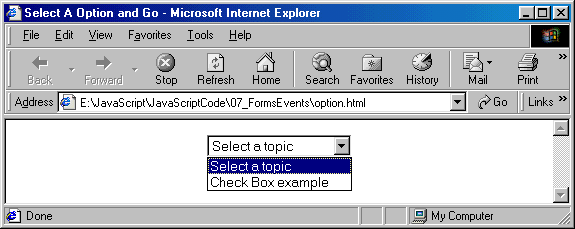 Select A Option and Go - Microsoft Internet Explorer
File Edit View Favorites Tools Help
Back Forward Stop Refresh Home Search Favorites History Mail Print »
Address E:\JavaScript\JavaScriptCode\07_FormsEvents\option.html Go Links »
Select a topic
Select a topic
Check Box example
Done My Computer